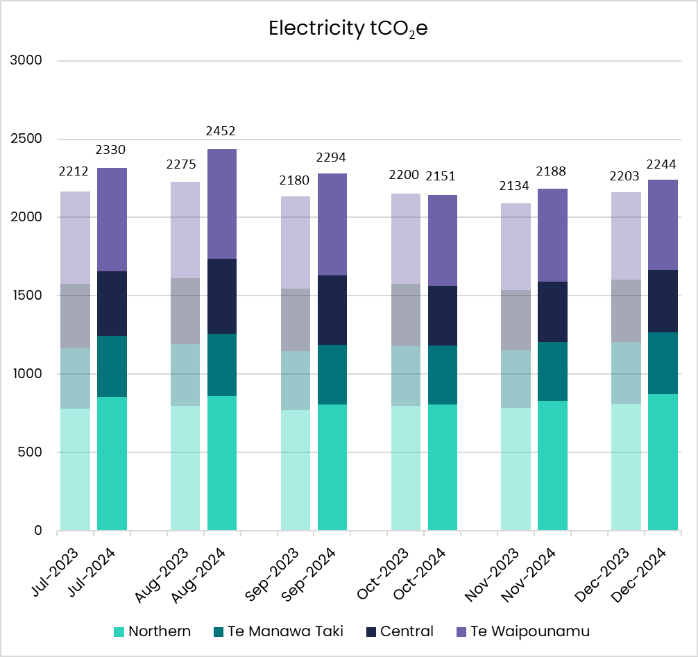 Electricity tCO₂e
3000
2500
2000
1500
1000
500
0
2212
2330
2275
2452
2180
2294
2200
2151
2134
2188
2203
2244
Jul-2023
Jul-2024
Aug-2023
Aug-2024
Sep-2023
Sep-2024
Oct-2023
Oct-2024
Nov-2023
Nov-2024
Dec-2023
Dec-2024
Northern Te Manawa Taki Central Te Waipounamu